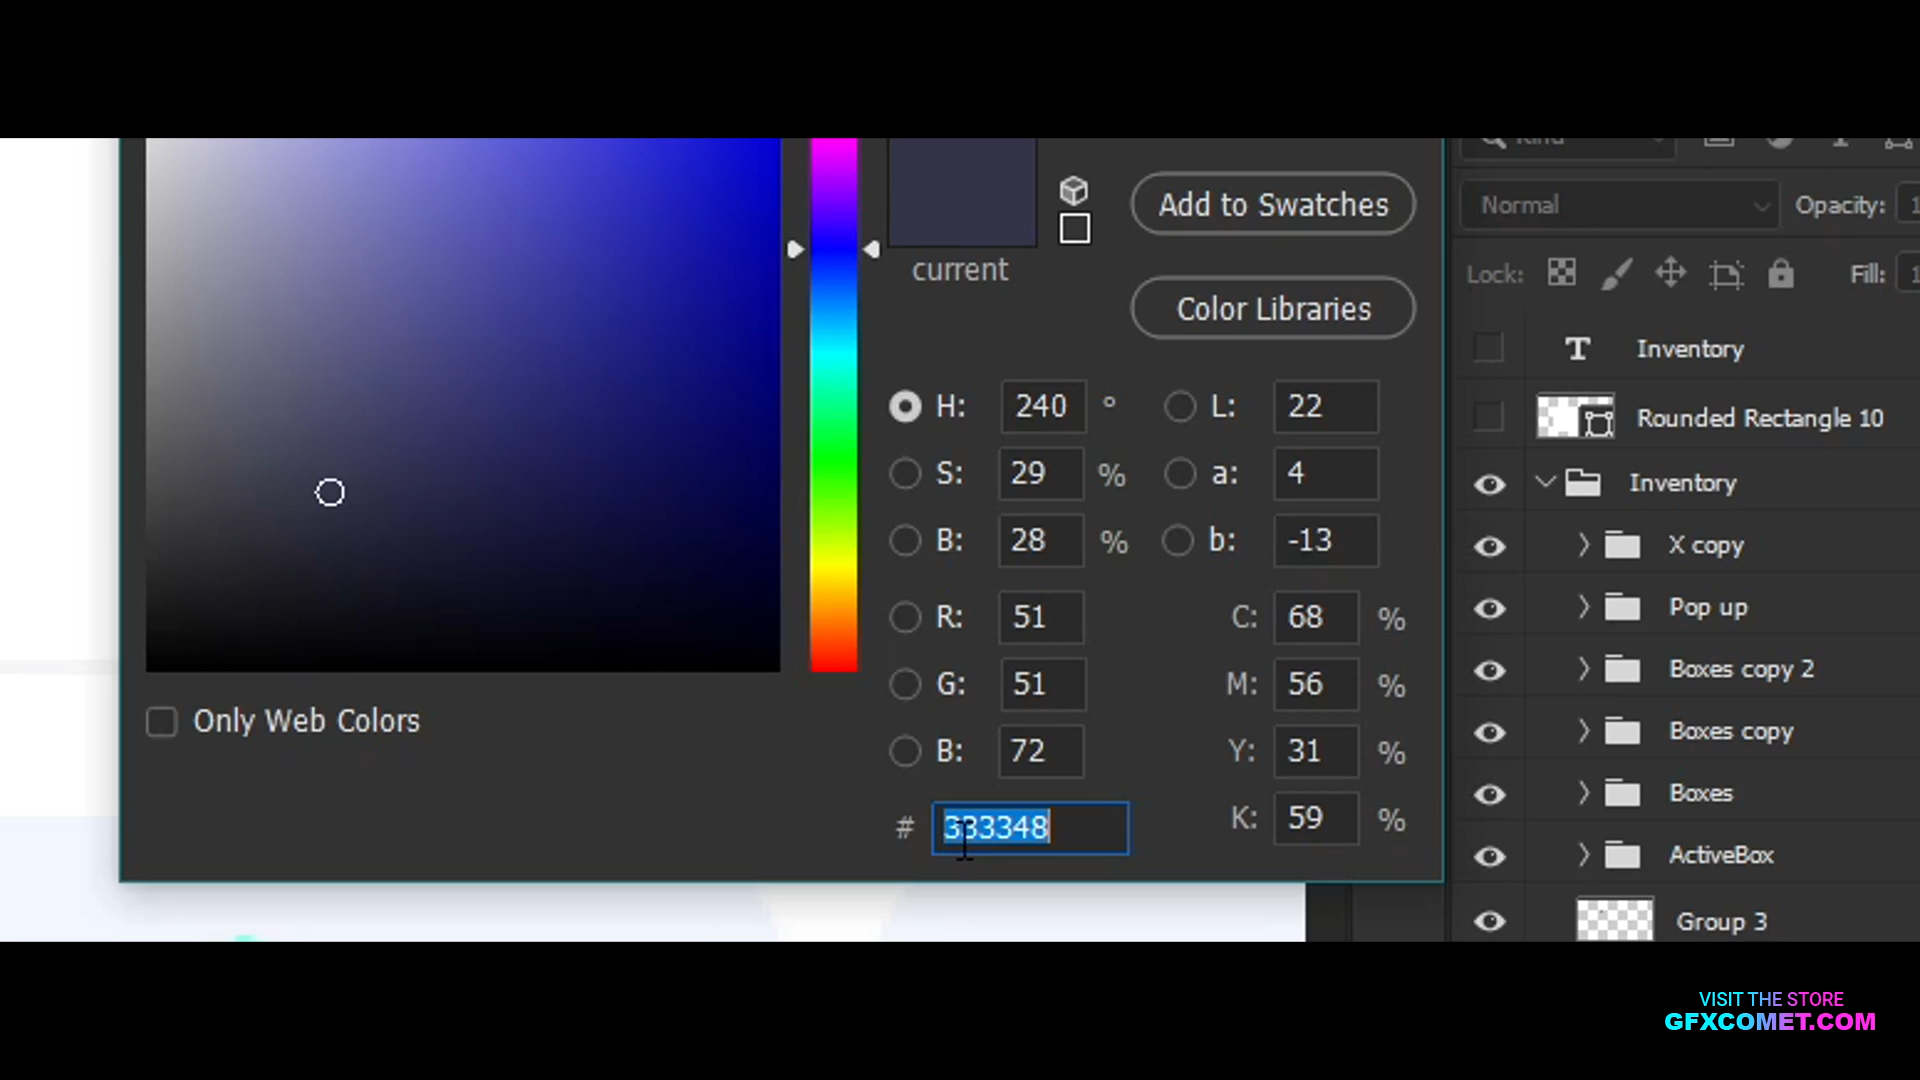 Kind
Add to Swatches
Normal
Opacity:
current
Lock:
Fill:
Color Libraries
Inventory
H: 240 °
L: 22
Rounded Rectangle 10
S: 29 %
a: 4
Inventory
B: 28 %
b: -13
X copy
R: 51
C: 68 %
Pop up
G: 51
M: 56 %
Boxes copy 2
Only Web Colors
B: 72
Y: 31 %
Boxes copy
# 333348
K: 59 %
Boxes
ActiveBox
Group 3
VISIT THE STORE
GFXCOMET.COM